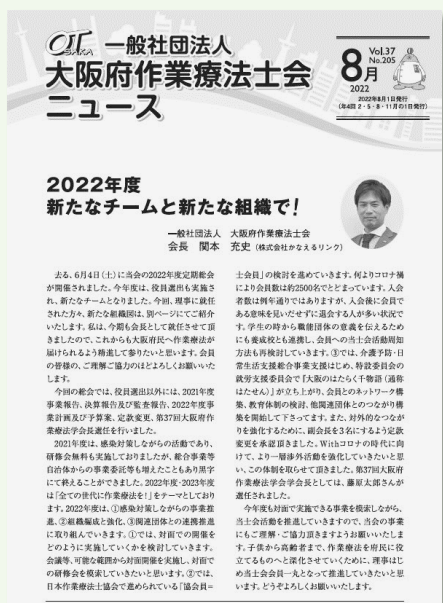 OT
OSAKA
一般社団法人
大阪府作業療法士会
ニュース
8月
2022
Vol.37
No.205
2022年8月1日発行
(年4回 2・5・8・11月の1日発行)
2022年度
新たなチームと新たな組織で!
一般社団法人 大阪府作業療法士会
会長 関本 充史(株式会社かなえるリンク)
去る、6月4日(土)に当会の2022年度定期総会
が開催されました。今年度は、役員選出も実施さ
れ、新たなチームとなりました。今回、理事に就任
された方々、新たな組織図は、別ページにてご紹
介いたします。私は、今期も会長として就任させて頂
きましたので、これからも大阪府民へ作業療法が
届けられるよう精進して参りたいと思います。会員
の皆様の、ご理解ご協力のほどよろしくお願いいた
します。
今回の総会では、役員選出以外には、2021年度
事業報告、決算報告及び監査報告、2022年度事
業計画及び予算案、定款変更、第37回大阪府作
業療法学会長選任を行いました。
2021年度は、感染対策しながらの活動であり、
研修会無料も実施しておりましたが、総合事業等
自治体からの事業委託等も増えたこともあり黒字
にて終えることができました。2022年度・2023年度
は「全ての世代に作業療法を!」をテーマとしており
ます。2022年度は、①感染対策しながらの事業推
進、②組織編成と強化、③関連団体との連携推進
に取り組んでいきます。①では、対面での開催を
どのように実施していくかを検討していきます。
会議等、可能な範囲から対面開催を実施し、対面で
の研修会を模索していきたいと思います。②では、
日本作業療法士協会で進められている「協会員=
士会員」の検討を進めていきます。何よりコロナ禍
により会員数は約2500名でとどまっています。入会
者数は例年通りではありますが、入会後に会員で
ある意味を見いだせずに退会する人が多い状況で
す。学生の時から職能団体の意義を伝えるため
にも養成校とも連携し、会員への当士会活動周知
方法も再検討していきます。③では、介護予防・日
常生活支援総合事業支援はじめ、特設委員会の
就労支援委員会で『大阪のはたらく物語(通称
はたせん)』が立ち上がり、会員とのネットワーク構
築、教育体制の検討、他関連団体とのつながり構
築を開始して下さってます。また、対外的なつながり
を強化するために、副会長を3名にするよう定款変
更を承認頂きました。Withコロナの時代に向
けて、より一層渉外活動を強化していきたいと思
い、この体制を取らせて頂きました。第37回大阪府
作業療法学会学会長としては、藤原太郎さんが
選任されました。
今年度も対面で実施できる事業を模索しながら、
当士会活動を推進していきますので、当会の事業
にもご理解・ご協力頂きますようお願いいたしま
す。子供から高齢者まで、作業療法を府民に役
立てるものへと深化させていくために、理事はじ
め当士会会員一丸となって推進していきたいと思
います。どうぞよろしくお願いいたします。